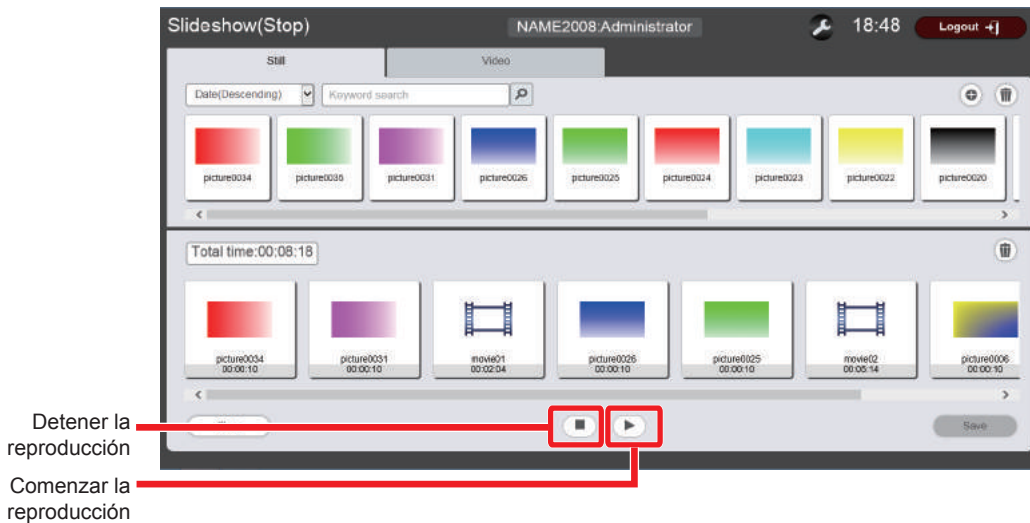 Slideshow(Stop)
NAME2008:Administrator
18:48
Logout
Still
Video
Date(Descending)
Keyword search
picture0034
picture0035
picture0031
picture0026
picture0025
picture0024
picture0023
picture0022
picture0020
Total time:00:08:18
picture0034
00:00:10
picture0031
00:00:10
movie01
00:02:04
picture0026
00:00:10
picture0025
00:00:10
movie02
00:05:14
picture0006
00:00:10
Save
Detener la
reproducción
Comenzar la
reproducción